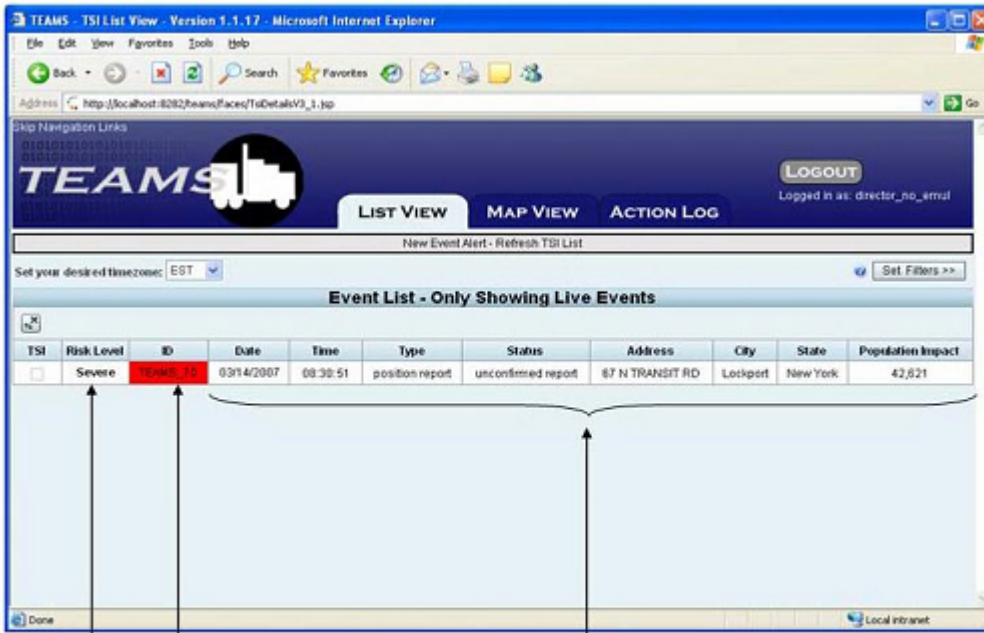 TEAMS - TSI List View - Version 1.1.17 - Microsoft Internet Explorer
File Edit View Favorites Tools Help
Back Search Favorites
Address http://localhost:8282/teams/faces/TsiDetailsV3_1.jsp Go
Skip Navigation Links
TEAMS
LOGOUT
Logged in as: director_no_emul
LIST VIEW MAP VIEW ACTION LOG
New Event Alert - Refresh TSI List
Set your desired timezone: EST Set Filters >>
Event List - Only Showing Live Events
TSI Risk Level ID Date Time Type Status Address City State Population Impact
Severe TEAMS_70 03/14/2007 08:30:51 position report unconfirmed report 67 N TRANSIT RD Lockport New York 42,621
Done Local intranet